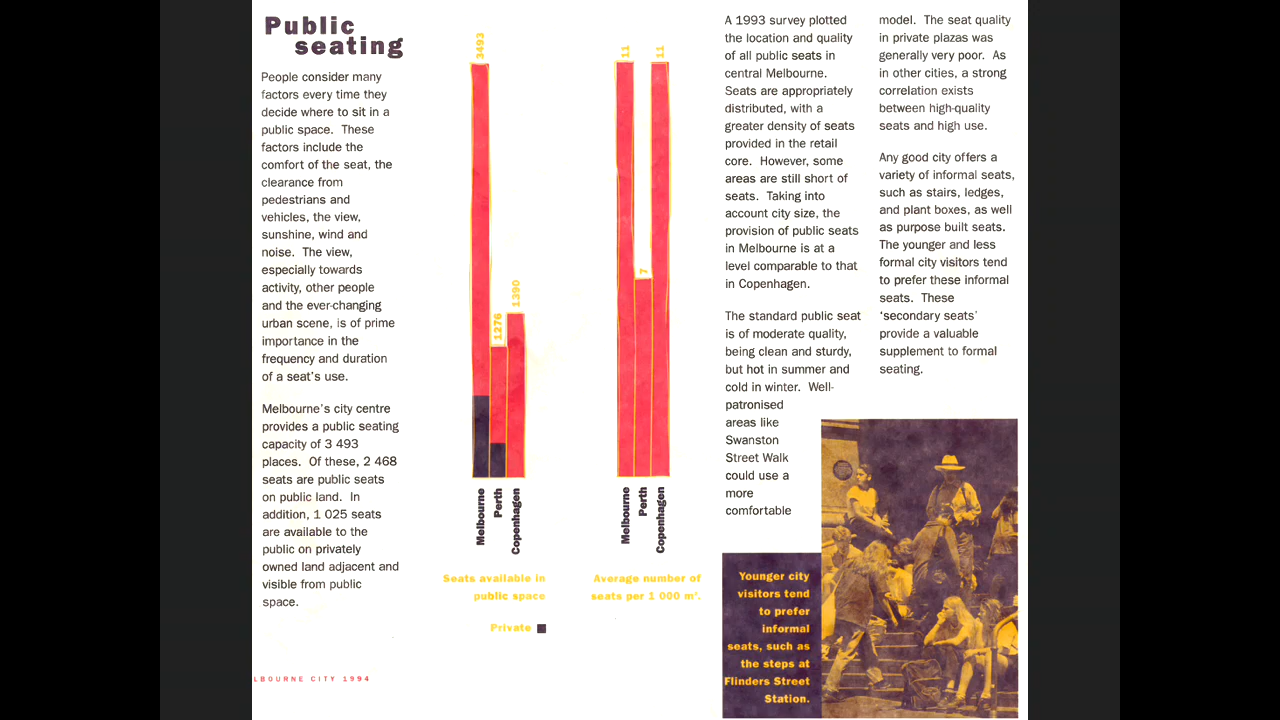 Public
seating
People consider many
factors every time they
decide where to sit in a
public space. These
factors include the
comfort of the seat, the
clearance from
pedestrians and
vehicles, the view,
sunshine, wind and
noise. The view,
especially towards
activity, other people
and the ever-changing
urban scene, is of prime
importance in the
frequency and duration
of a seat's use.
Melbourne's city centre
provides a public seating
capacity of 3 493
places. Of these, 2 468
seats are public seats
on public land. In
addition, 1 025 seats
are available to the
public on privately
owned land adjacent and
visible from public
space.
LBOURNE CITY 1994
3493
1276
1390
Melbourne
Perth
Copenhagen
Seats available in
public space
Private
11
7
11
Melbourne
Perth
Copenhagen
Average number of
seats per 1 000 m².
A 1993 survey plotted
the location and quality
of all public seats in
central Melbourne.
Seats are appropriately
distributed, with a
greater density of seats
provided in the retail
core. However, some
areas are still short of
seats. Taking into
account city size, the
provision of public seats
in Melbourne is at a
level comparable to that
in Copenhagen.
The standard public seat
is of moderate quality,
being clean and sturdy,
but hot in summer and
cold in winter. Well-
patronised
areas like
Swanston
Street Walk
could use a
more
comfortable
model. The seat quality
in private plazas was
generally very poor. As
in other cities, a strong
correlation exists
between high-quality
seats and high use.
Any good city offers a
variety of informal seats,
such as stairs, ledges,
and plant boxes, as well
as purpose built seats.
The younger and less
formal city visitors tend
to prefer these informal
seats. These
'secondary seats'
provide a valuable
supplement to formal
seating.
Younger city
visitors tend
to prefer
informal
seats, such as
the steps at
Flinders Street
Station.